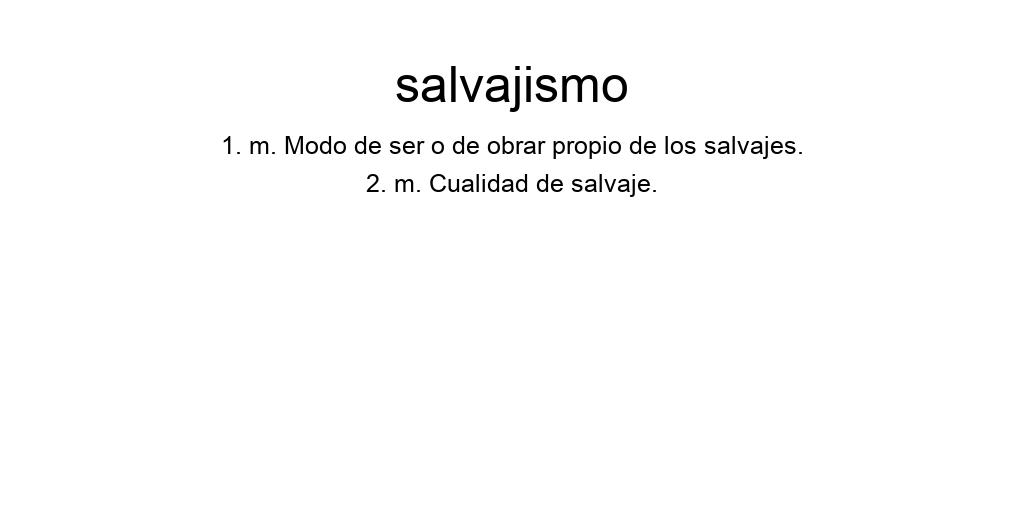 salvajismo
1. m. Modo de ser o de obrar propio de los salvajes.
2. m. Cualidad de salvaje.